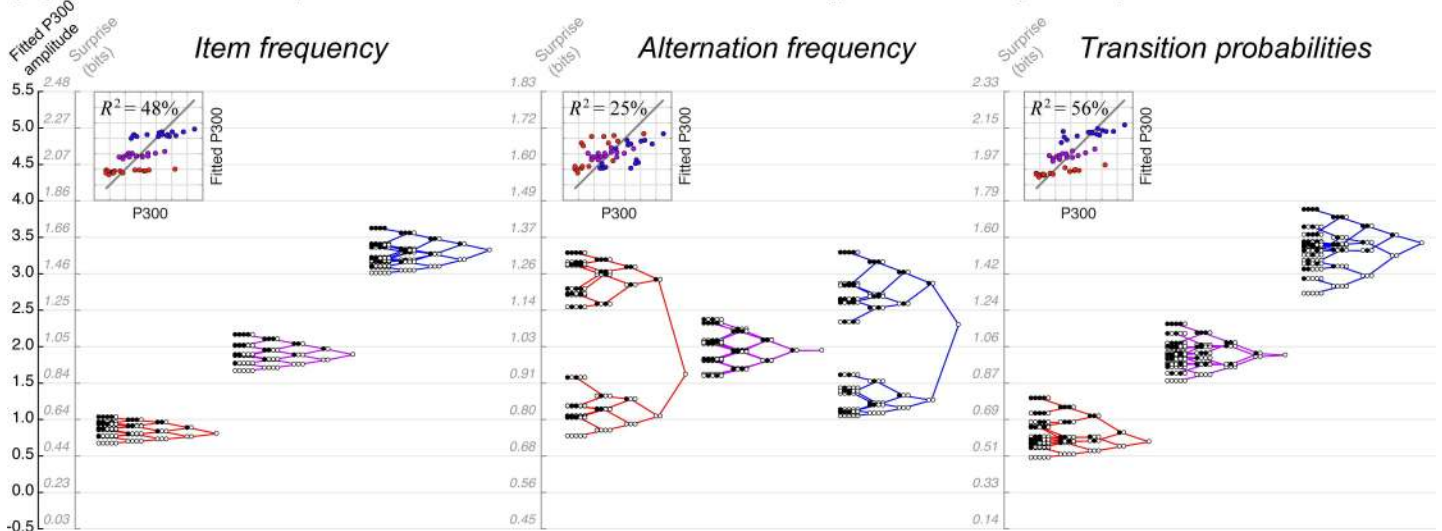 Fitted P300
amplitude
Surprise
(bits)
Item frequency
Surprise
(bits)
Alternation frequency
Surprise
(bits)
Transition probabilities
5.5
5.0
4.5
4.0
3.5
3.0
2.5
2.0
1.5
1.0
0.5
0.0
-0.5
2.48
2.27
2.07
1.86
1.66
1.46
1.25
1.05
0.84
0.64
0.44
0.23
0.03
R² = 48%
Fitted P300
P300
1.83
1.72
1.60
1.49
1.37
1.26
1.14
1.03
0.91
0.80
0.68
0.56
0.45
R² = 25%
Fitted P300
P300
2.33
2.15
1.97
1.79
1.60
1.42
1.24
1.06
0.87
0.69
0.51
0.33
0.14
R² = 56%
Fitted P300
P300